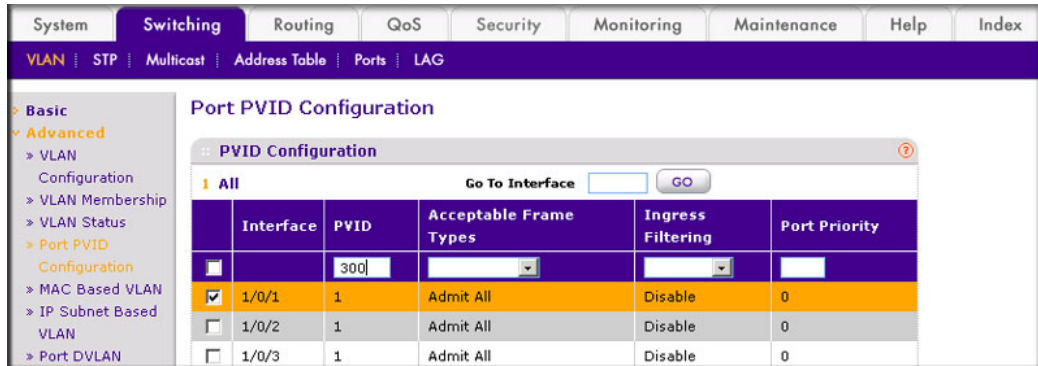 System Switching Routing QoS Security Monitoring Maintenance Help Index
VLAN STP Multicast Address Table Ports LAG
Basic
Advanced
» VLAN
Configuration
» VLAN Membership
» VLAN Status
» Port PVID
Configuration
» MAC Based VLAN
» IP Subnet Based
VLAN
» Port DVLAN
Port PVID Configuration
PVID Configuration
1 All Go To Interface GO
Interface PVID Acceptable Frame Types Ingress Filtering Port Priority
300
1/0/1 1 Admit All Disable 0
1/0/2 1 Admit All Disable 0
1/0/3 1 Admit All Disable 0